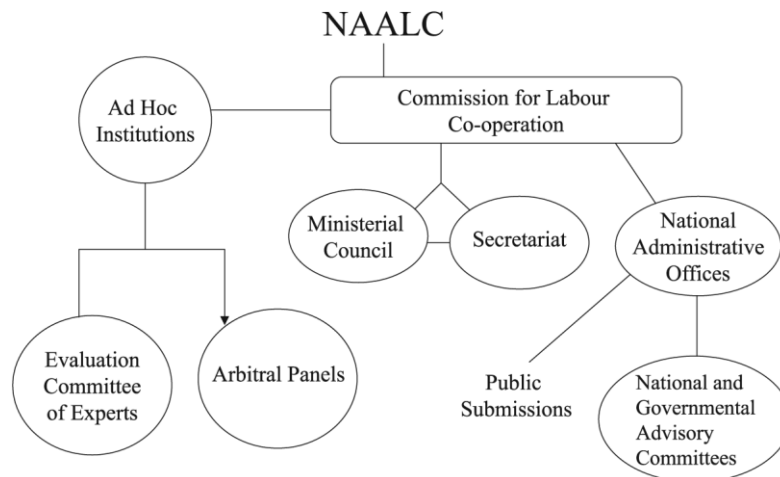 NAALC
Ad Hoc
Institutions
Commission for Labour
Co-operation
Ministerial
Council
Secretariat
National
Administrative
Offices
Evaluation
Committee
of Experts
Arbitral Panels
Public
Submissions
National and
Governmental
Advisory
Committees